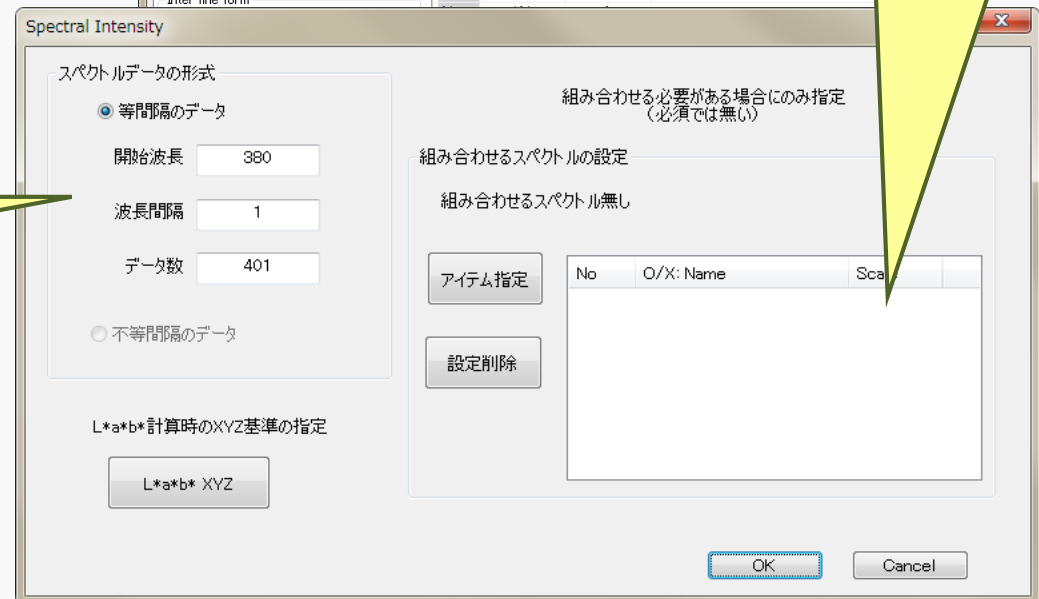 Inter line form
Spectral Intensity
スペクトルデータの形式
等間隔のデータ
開始波長 380
波長間隔 1
データ数 401
不等間隔のデータ
L*a*b*計算時のXYZ基準の指定
L*a*b* XYZ
組み合わせる必要がある場合にのみ指定
(必須では無い)
組み合わせるスペクトルの設定
組み合わせるスペクトル無し
アイテム指定
設定削除
No O/X: Name
OK Cancel